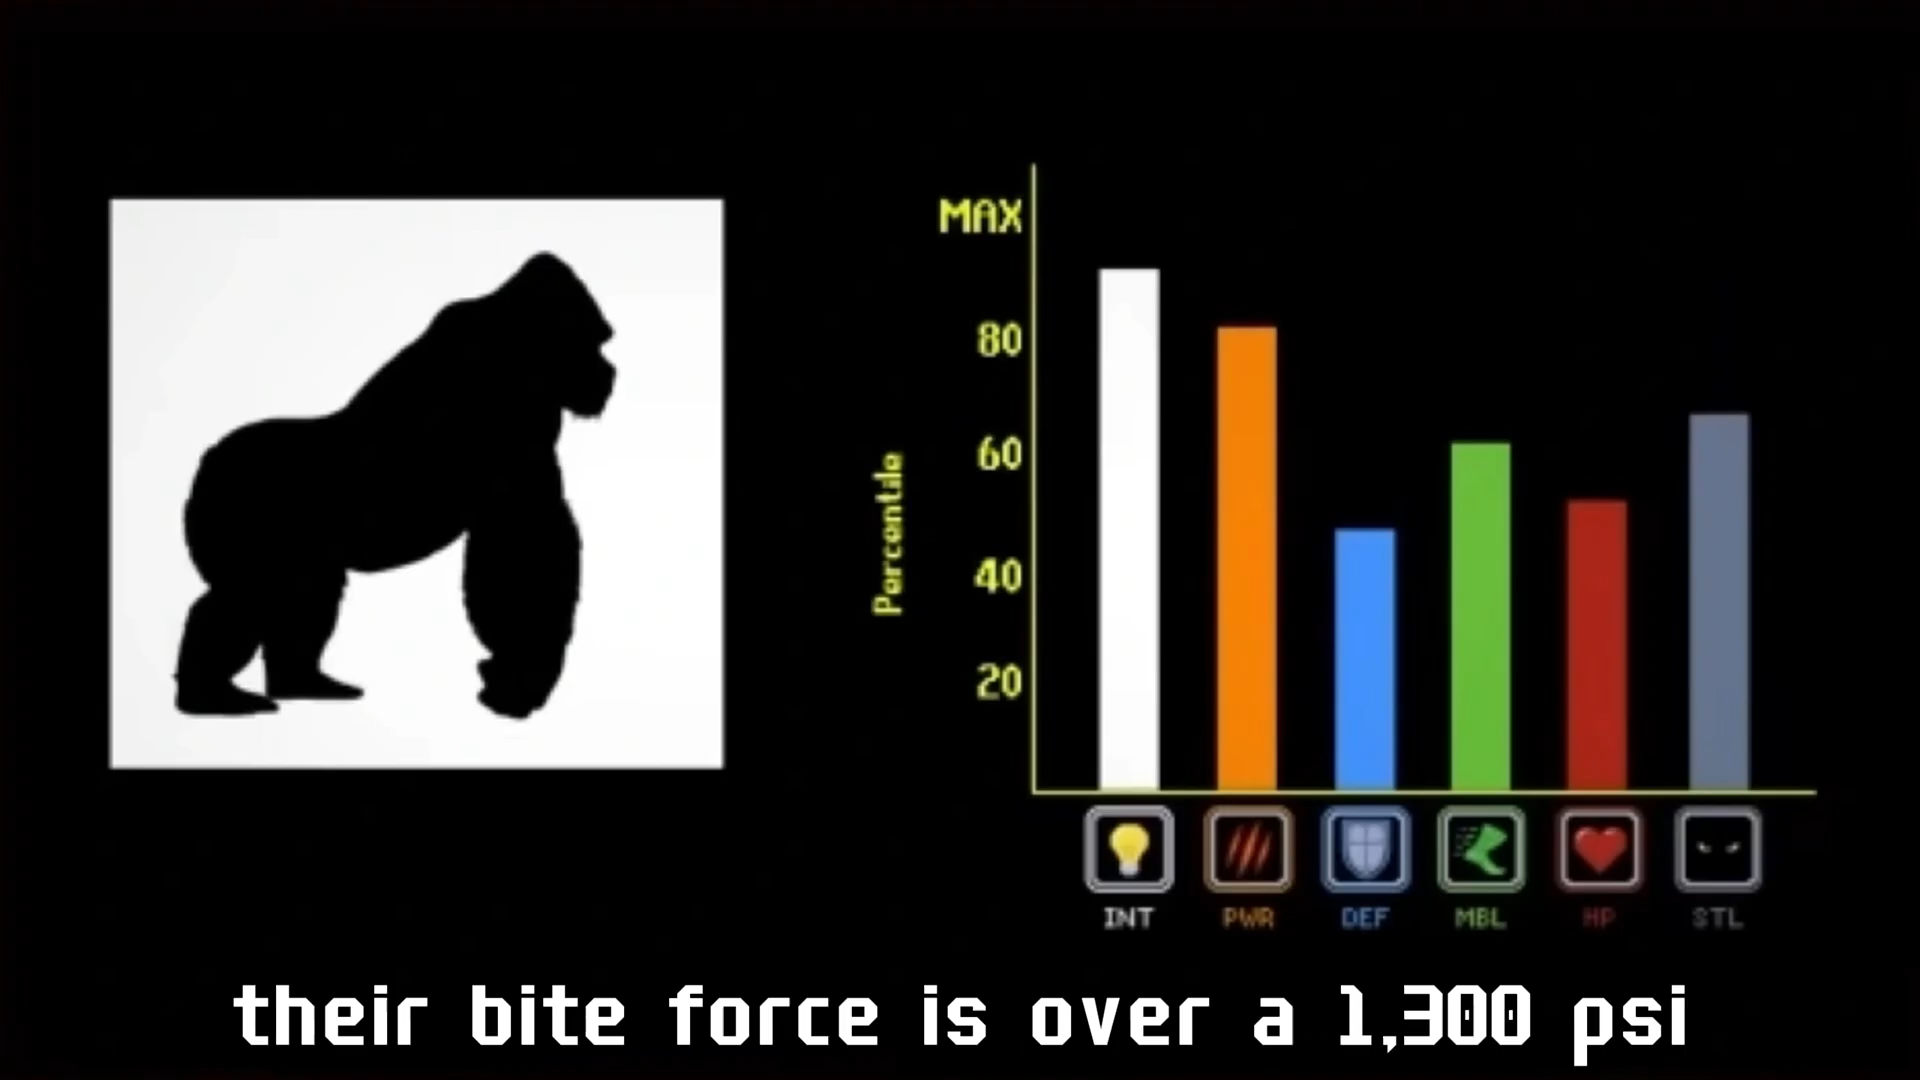 MAX
80
60
40
20
Percentile
INT PWR DEF MBL HP STL
their bite force is over a 1,300 psi